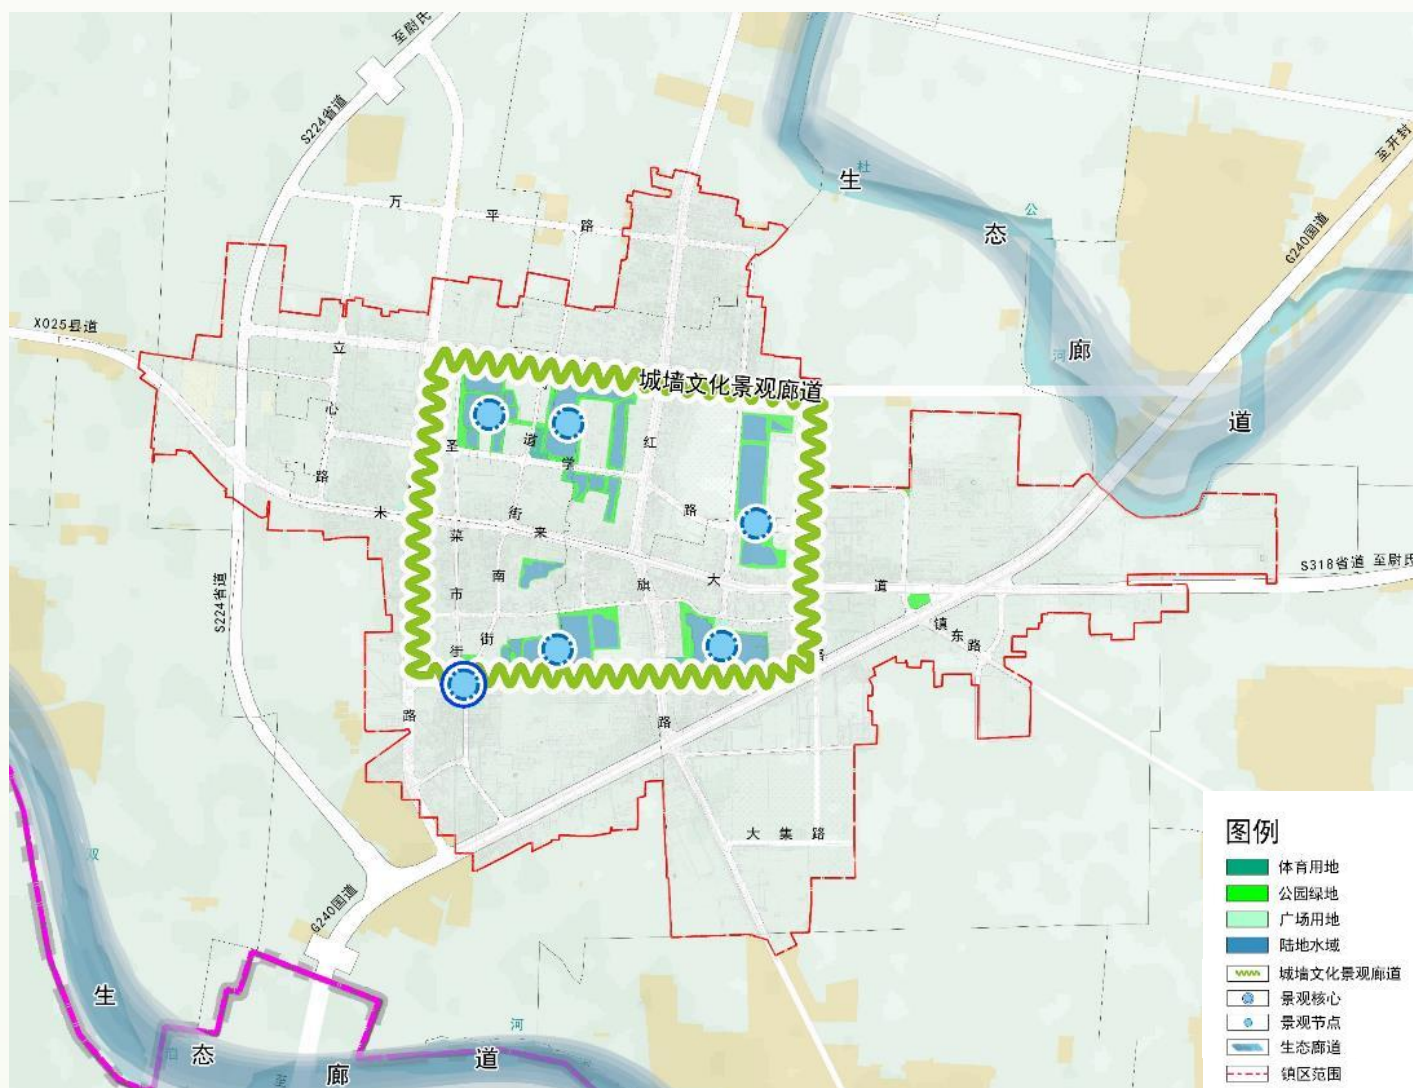 至尉氏
S224省道
至开封
杜
生
公
态
万 平 路
G240国道
河
廊
道
X025县道
立
心
路
城墙文化景观廊道
圣 道 学 红
路
木
街 来
菜
南
旗 大
道
市
街
街
S318省道 至尉氏
镇东路
S224省道
路
路
路
大集路
双
G240国道
生
态
河
道
廊
至
图例
体育用地
公园绿地
广场用地
陆地水域
城墙文化景观廊道
景观核心
景观节点
生态廊道
镇区范围